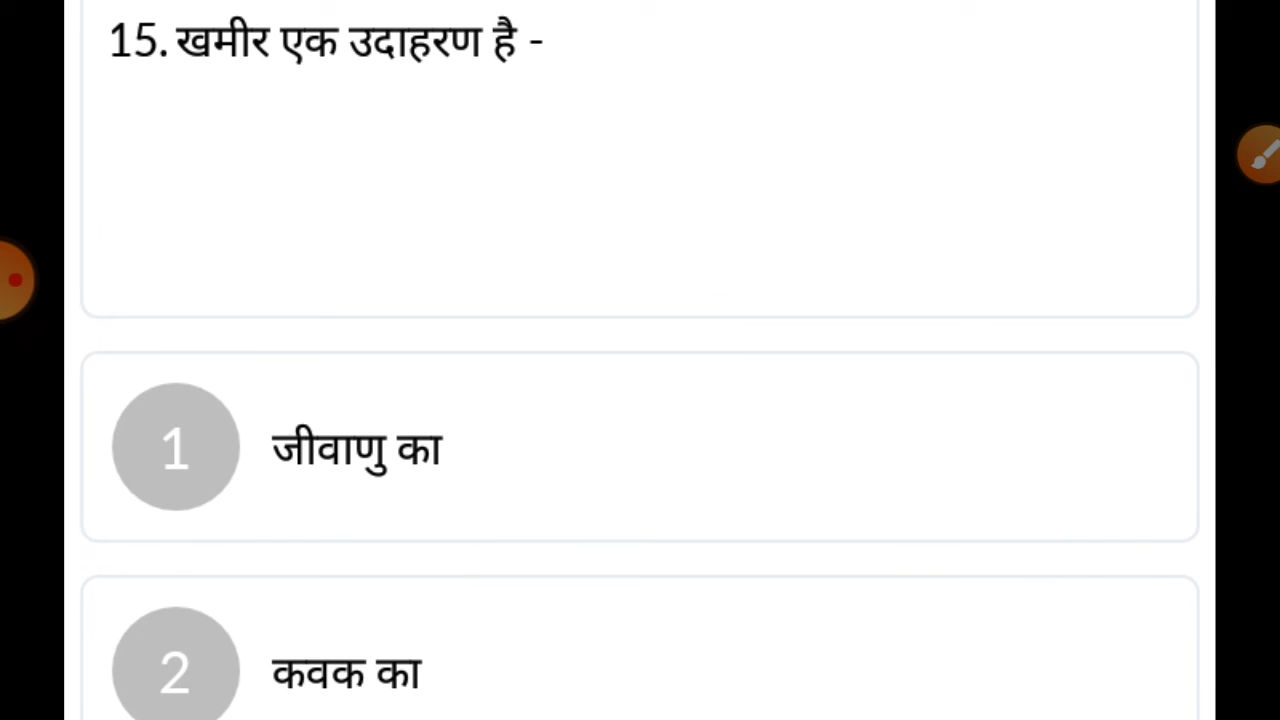 15. खमीर एक उदाहरण है -
1 जीवाणु का
2 कवक का